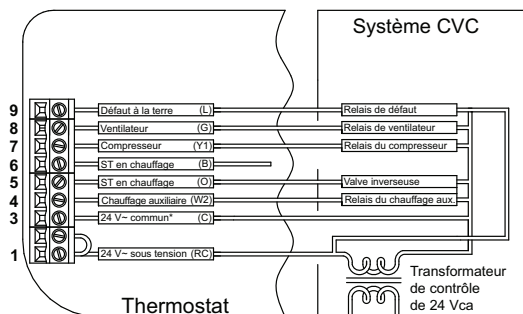 Système CVC
9 Défaut à la terre (L) Relais de défaut
8 Ventilateur (G) Relais de ventilateur
7 Compresseur (Y1) Relais du compresseur
6 ST en chauffage (B)
5 ST en chauffage (O) Valve inverseuse
4 Chauffage auxiliaire (W2) Relais du chauffage aux.
3 24 V~ commun* (C)
1 24 V~ sous tension (RC)
Thermostat
Transformateur
de contrôle
de 24 Vca